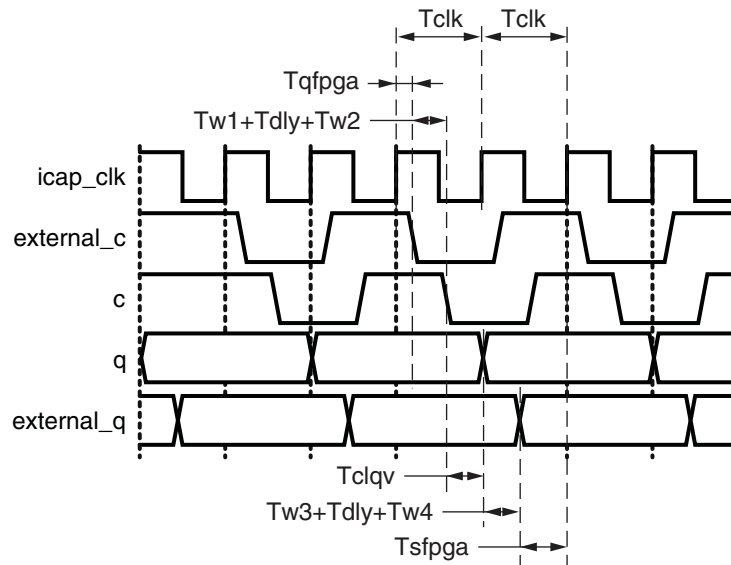 Tclk Tclk
Tqfpga
Tw1+Tdly+Tw2
icap_clk
external_c
c
q
external_q
Tclqv
Tw3+Tdly+Tw4
Tsfpga